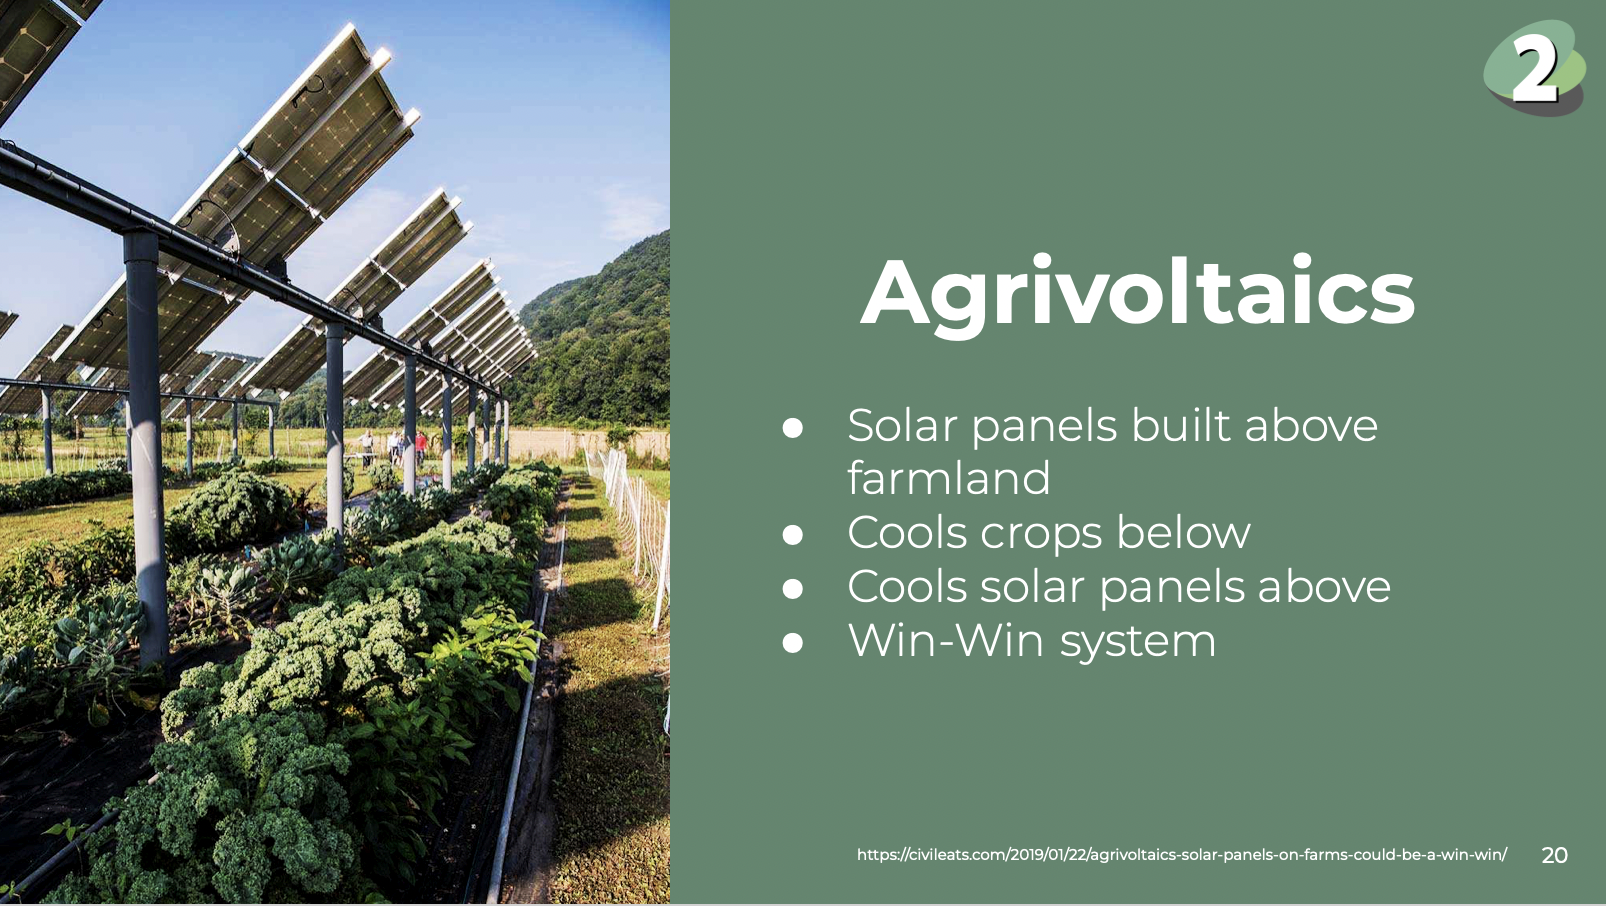 2
Agrivoltaics
● Solar panels built above
farmland
● Cools crops below
● Cools solar panels above
● Win-Win system
https://civileats.com/2019/01/22/agrivoltaics-solar-panels-on-farms-could-be-a-win-win/
20